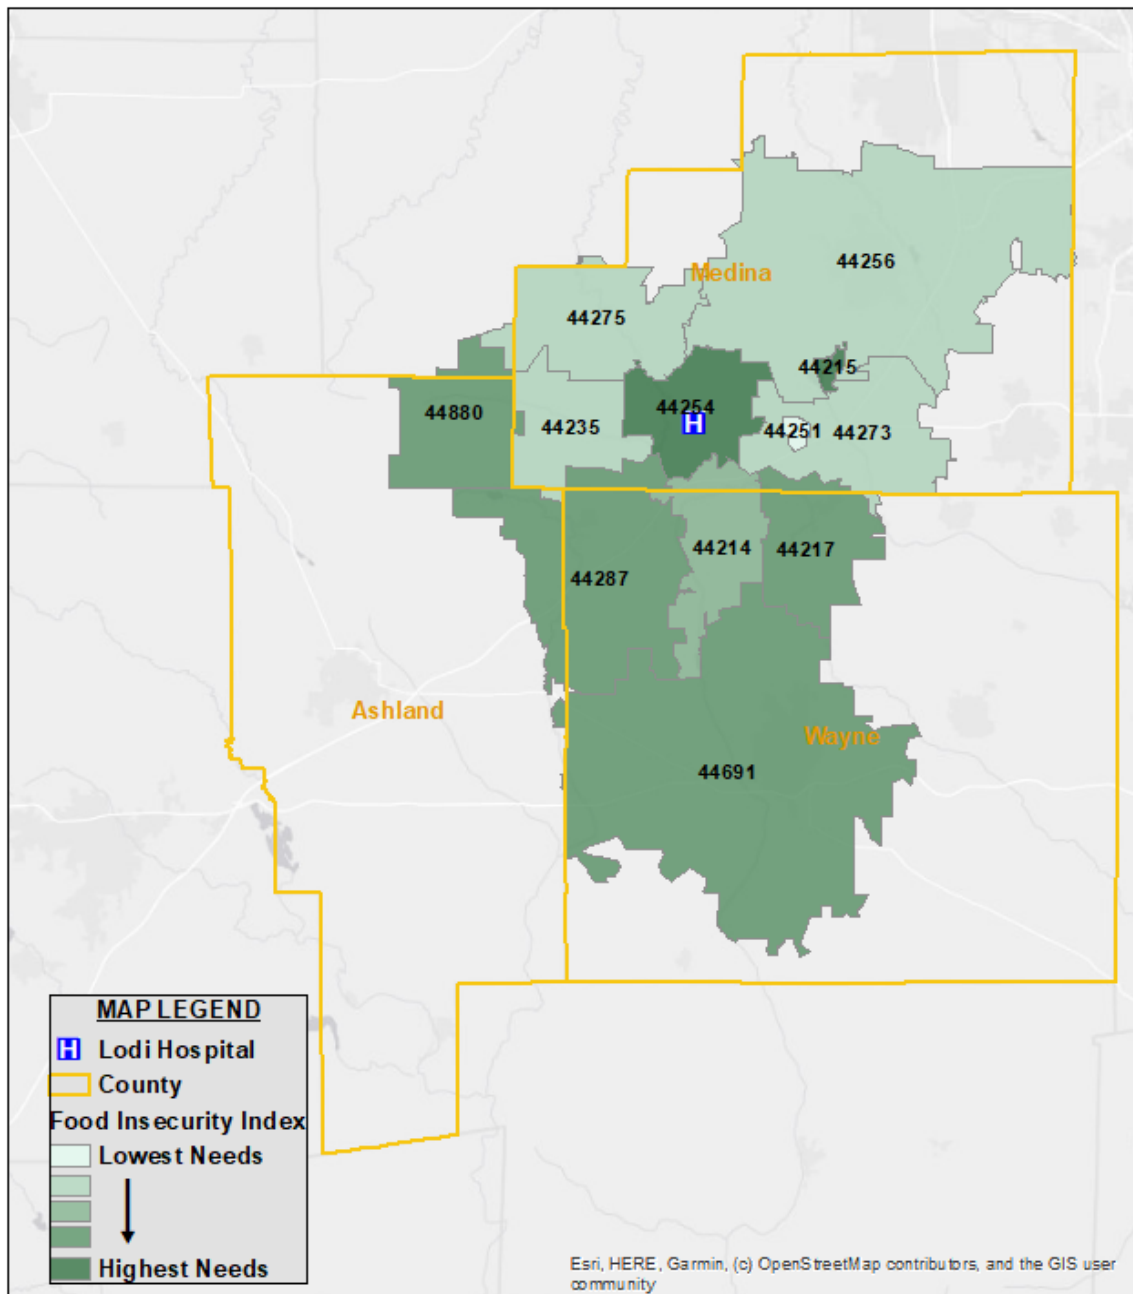 44256
Medina
44275
44215
44254
44880
44235
H
44251
44273
44214
44217
44287
Ashland
Wayne
44691
MAP LEGEND
H Lodi Hospital
County
Food Insecurity Index
Lowest Needs
Highest Needs
Esri, HERE, Garmin, (c) OpenStreetMap contributors, and the GIS user
community